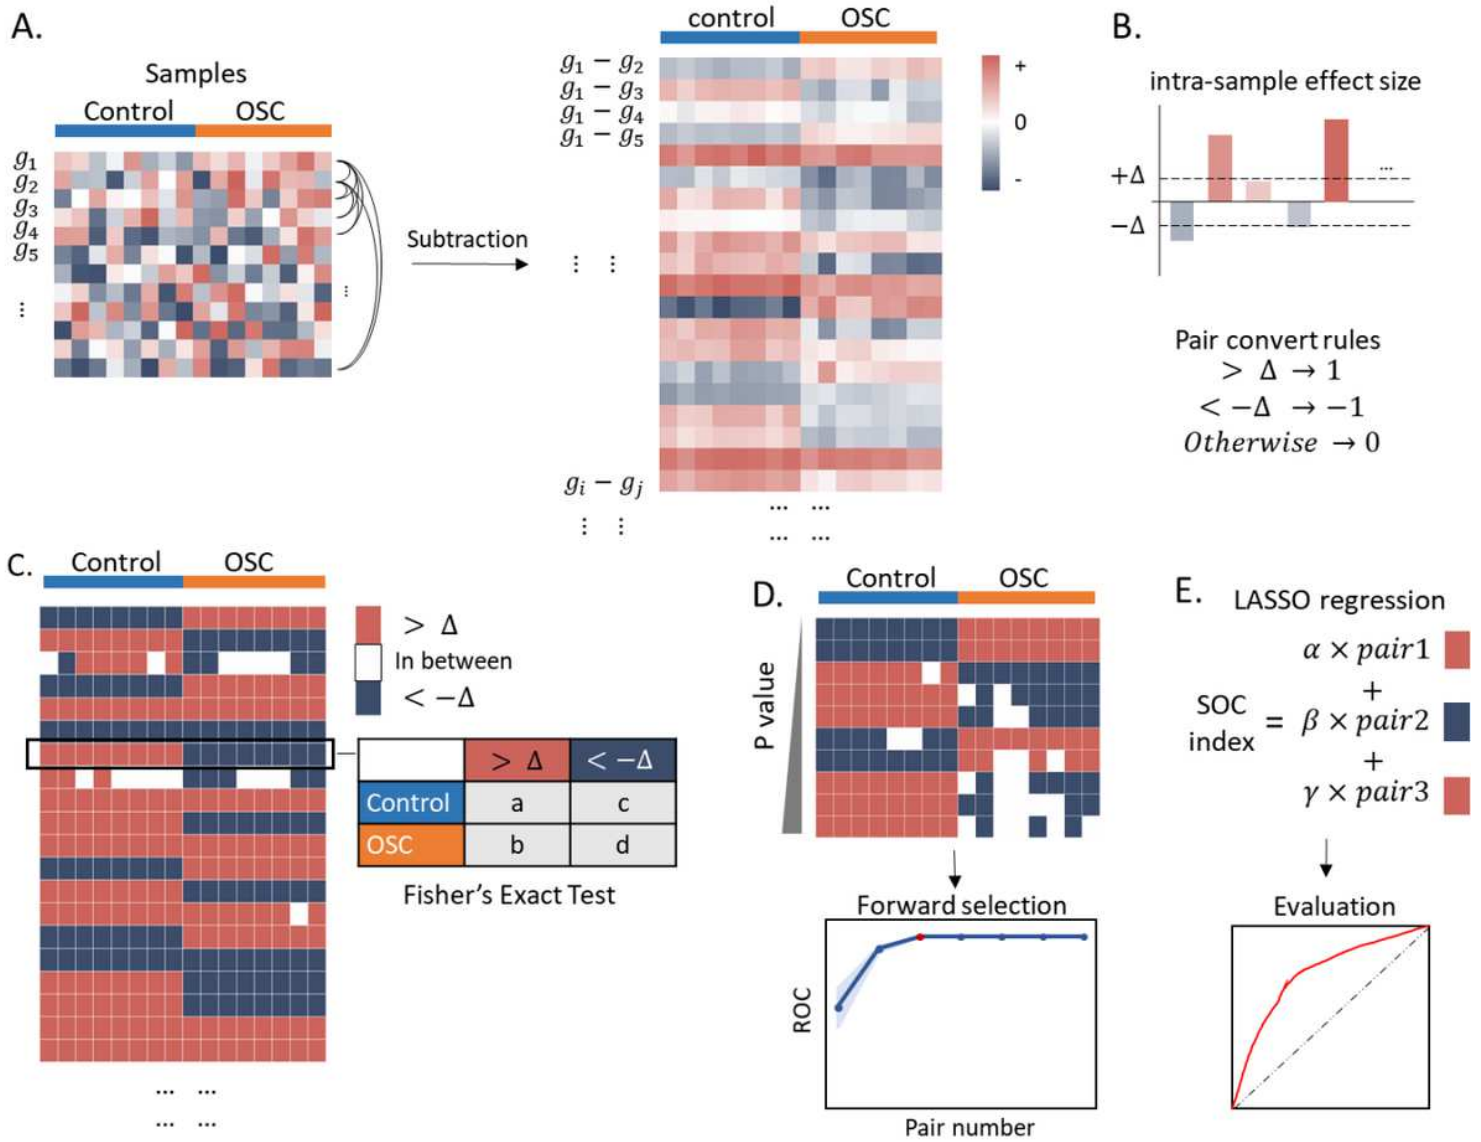 A.
Samples
Control OSC
g₁
g₂
g₃
g₄
g₅
⋮
⋮
Subtraction
control OSC
g₁ − g₂
g₁ − g₃
g₁ − g₄
g₁ − g₅
⋮ ⋮
gᵢ − gⱼ
⋮ ⋮
... ...
... ...
+
0
-
B.
intra-sample effect size
+Δ
...
−Δ
Pair convert rules
> Δ → 1
< −Δ → −1
Otherwise → 0
C.
Control OSC
> Δ
In between
< −Δ
> Δ < −Δ
Control a c
OSC b d
Fisher's Exact Test
... ...
... ...
D.
Control OSC
P value
Forward selection
ROC
Pair number
E.
LASSO regression
SOC
index
=
α × pair1
+
β × pair2
+
γ × pair3
Evaluation